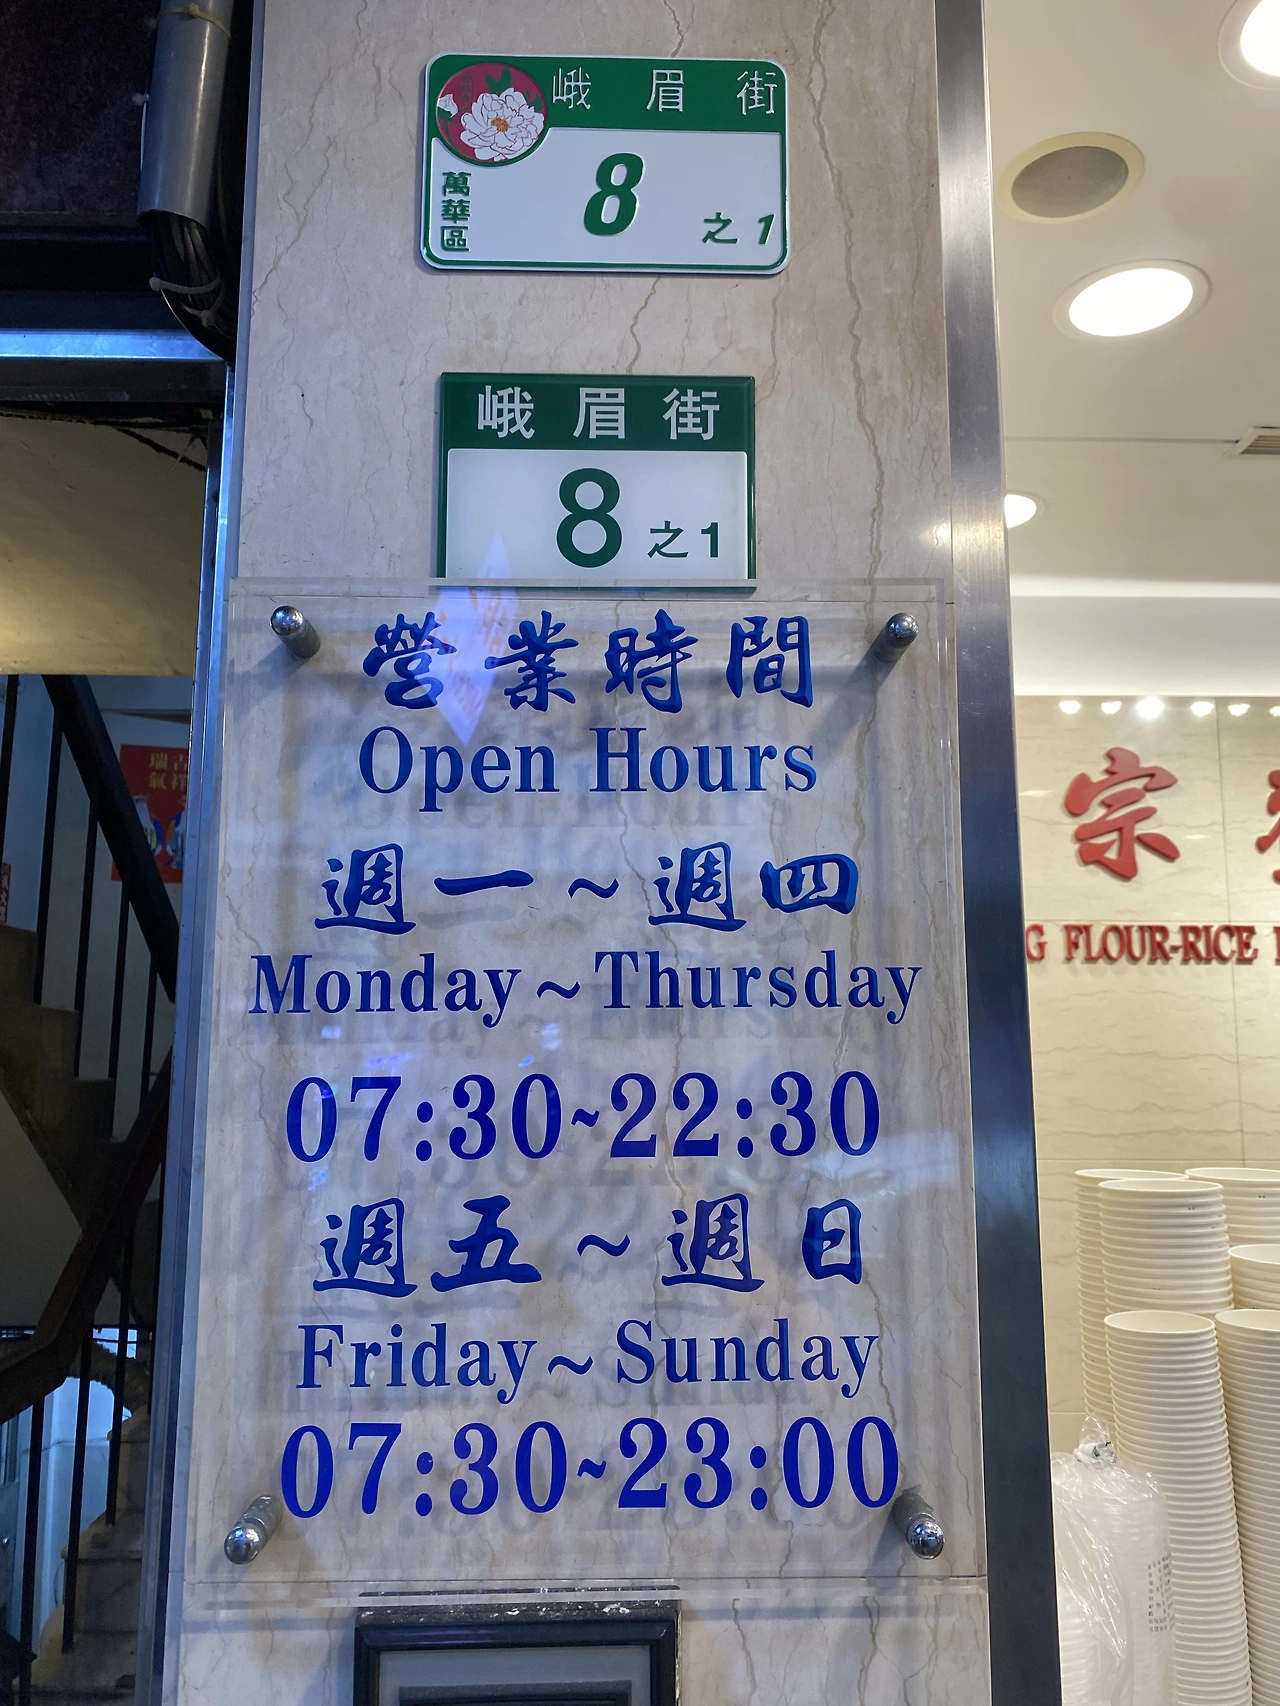 峨眉街
萬華區
8
之1
峨眉街
8之1
營業時間
Open Hours
週一~週四
Monday~Thursday
07:30~22:30
週五~週日
Friday~Sunday
07:30~23:00
宗
G FLOUR-RICE